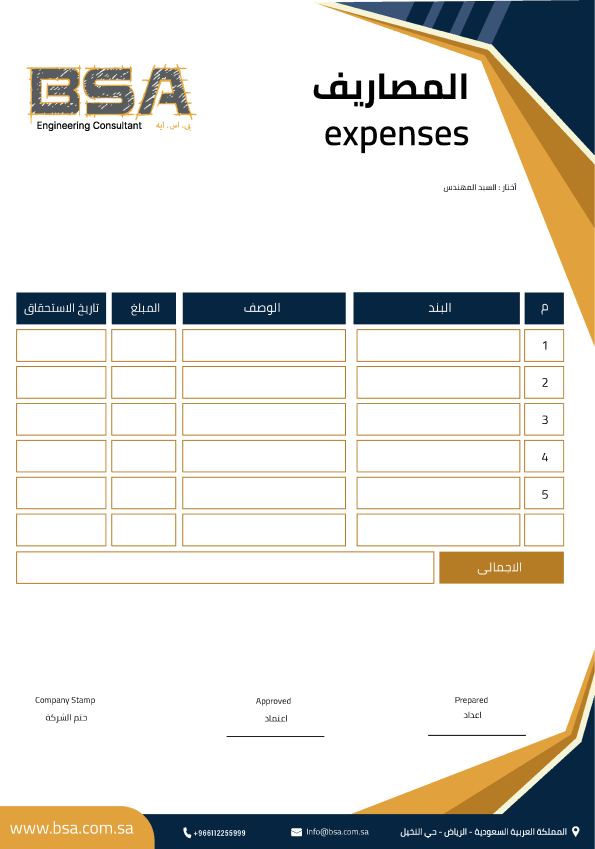 BSA
Engineering Consultant بي . اس . ايه
المصاريف
expenses
أختار : السيد المهندس
م البند الوصف المبلغ تاريخ الاستحقاق
1
2
3
4
5
الاجمالى
Prepared
اعداد
Approved
اعتماد
Company Stamp
ختم الشركة
www.bsa.com.sa
+966112255999
Info@bsa.com.sa
المملكة العربية السعودية - الرياض - حي النخيل